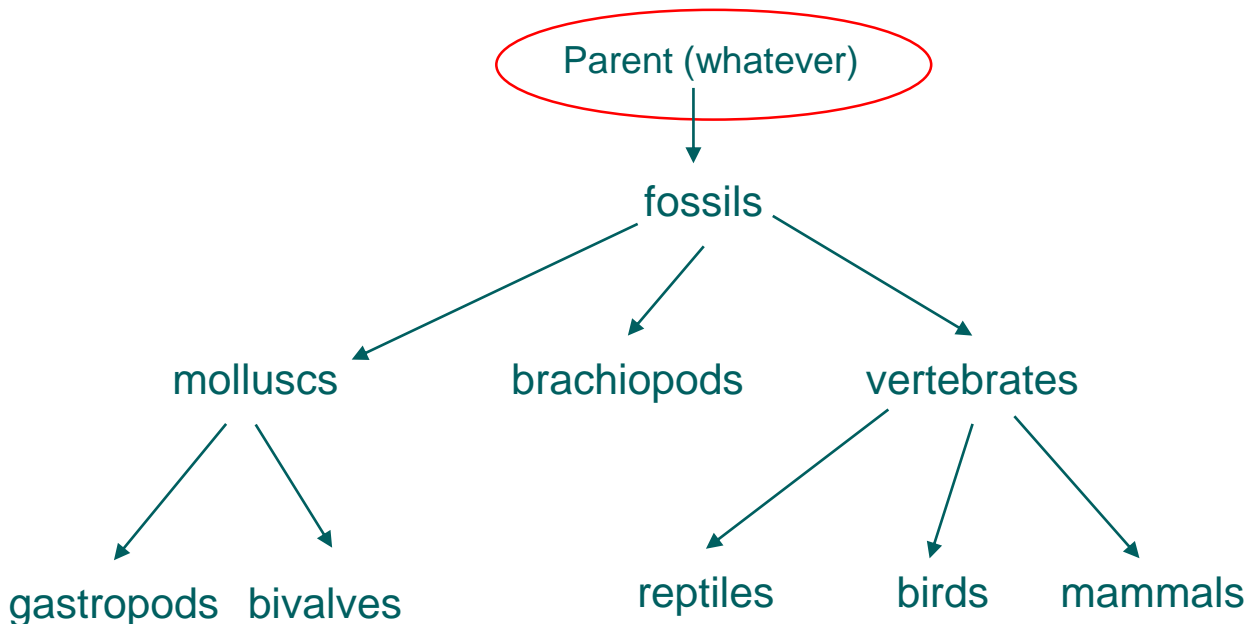 Parent (whatever)
fossils
molluscs brachiopods vertebrates
gastropods bivalves reptiles birds mammals